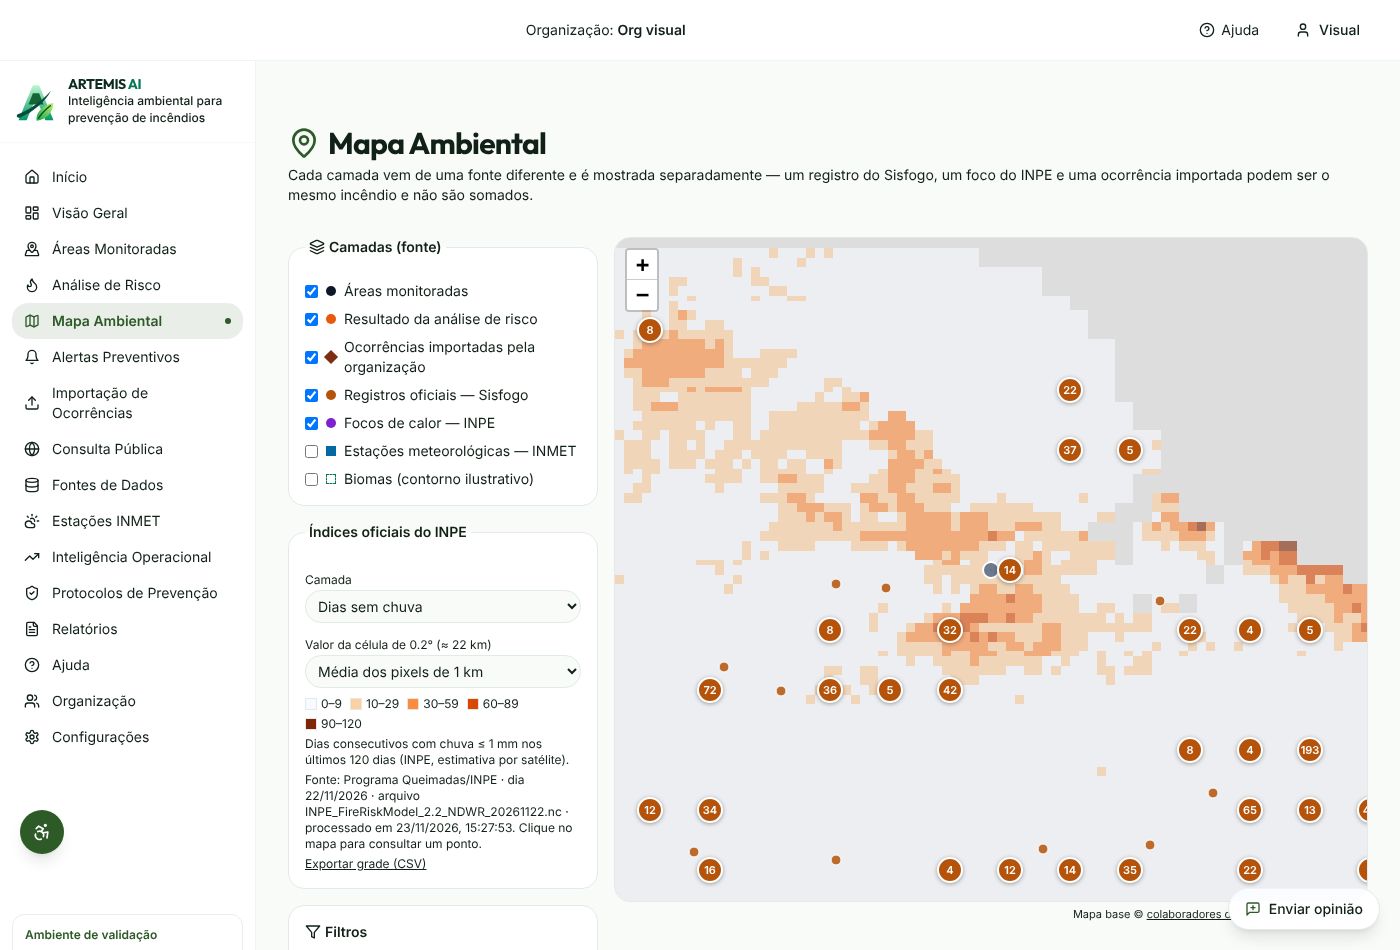 Organização: Org visual
Ajuda
Visual
ARTEMIS AI
Inteligência ambiental para
prevenção de incêndios
Início
Visão Geral
Áreas Monitoradas
Análise de Risco
Mapa Ambiental
Alertas Preventivos
Importação de
Ocorrências
Consulta Pública
Fontes de Dados
Estações INMET
Inteligência Operacional
Protocolos de Prevenção
Relatórios
Ajuda
Organização
Configurações
Ambiente de validação
Mapa Ambiental
Cada camada vem de uma fonte diferente e é mostrada separadamente — um registro do Sisfogo, um foco do INPE e uma ocorrência importada podem ser o
mesmo incêndio e não são somados.
Camadas (fonte)
Áreas monitoradas
Resultado da análise de risco
Ocorrências importadas pela
organização
Registros oficiais — Sisfogo
Focos de calor — INPE
Estações meteorológicas — INMET
Biomas (contorno ilustrativo)
Índices oficiais do INPE
Camada
Dias sem chuva
Valor da célula de 0.2° (≈ 22 km)
Média dos pixels de 1 km
0–9 10–29 30–59 60–89
90–120
Dias consecutivos com chuva ≤ 1 mm nos
últimos 120 dias (INPE, estimativa por satélite).
Fonte: Programa Queimadas/INPE · dia
22/11/2026 · arquivo
INPE_FireRiskModel_2.2_NDWR_20261122.nc ·
processado em 23/11/2026, 15:27:53. Clique no
mapa para consultar um ponto.
Exportar grade (CSV)
Filtros
+
−
8
22
37 5
14
8 32 22 4 5
72 36 5 42
8 4 193
12 34 65 13
16 4 12 14 35 22
Mapa base © colaboradores
Enviar opinião